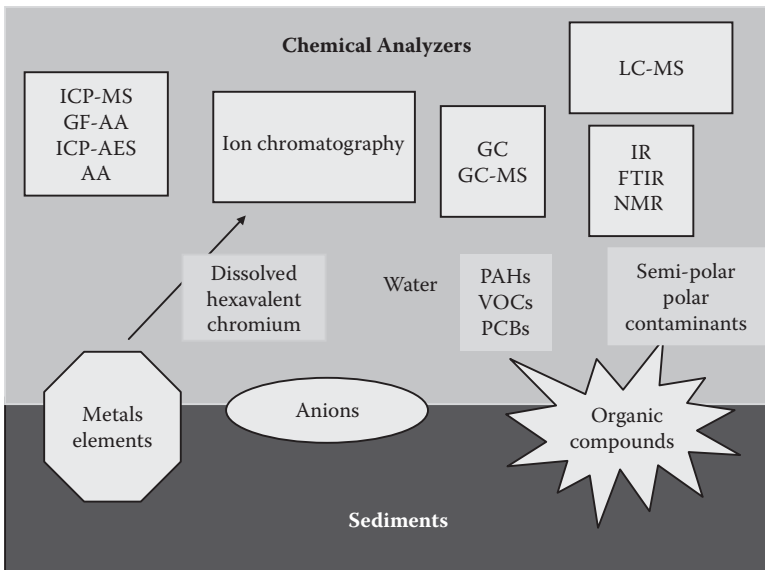 Chemical Analyzers
LC-MS
ICP-MS
GF-AA
ICP-AES
AA
Ion chromatography
GC
GC-MS
IR
FTIR
NMR
Dissolved
hexavalent
chromium
Water
PAHs
VOCs
PCBs
Semi-polar
polar
contaminants
Metals
elements
Anions
Organic
compounds
Sediments